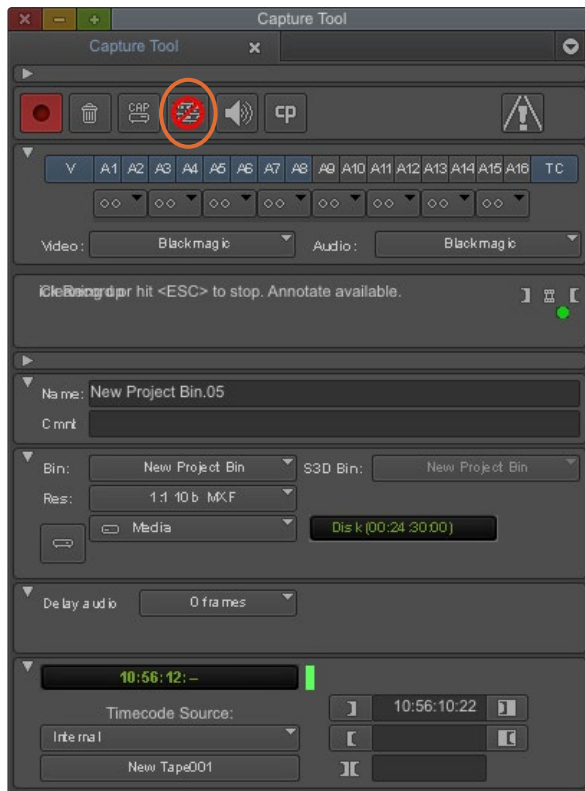 Capture Tool
Capture Tool
CAP CP
V A1 A2 A3 A4 A5 A6 A7 A8 A9 A10 A11 A12 A13 A14 A15 A16 TC
Video: Blackmagic Audio: Blackmagic
or hit <ESC> to stop. Annotate available.
Name: New Project Bin.05
Cmnt
Bin: New Project Bin S3D Bin: New Project Bin
Res: 1:1 10b MXF
Media Disk (00:24:30:00)
Delay audio 0 frames
10:56:12:–
Timecode Source: 10:56:10:22
Internal
New Tape001